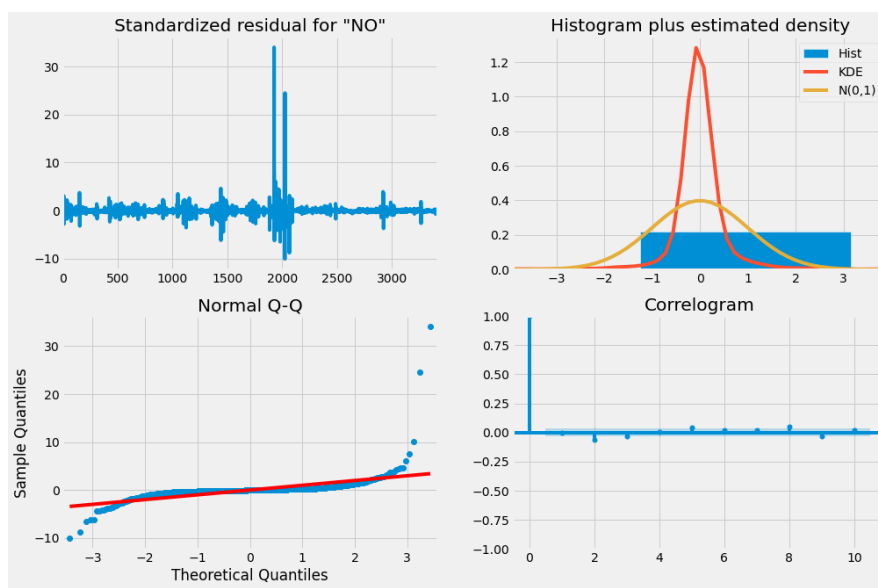 Standardized residual for "NO"
30
20
10
0
−10
0 500 1000 1500 2000 2500 3000
Histogram plus estimated density
1.2
1.0
0.8
0.6
0.4
0.2
0.0
−3 −2 −1 0 1 2 3
Hist
KDE
N(0,1)
Normal Q-Q
Sample Quantiles
30
20
10
0
−10
−3 −2 −1 0 1 2 3
Theoretical Quantiles
Correlogram
1.00
0.75
0.50
0.25
0.00
−0.25
−0.50
−0.75
−1.00
0 2 4 6 8 10